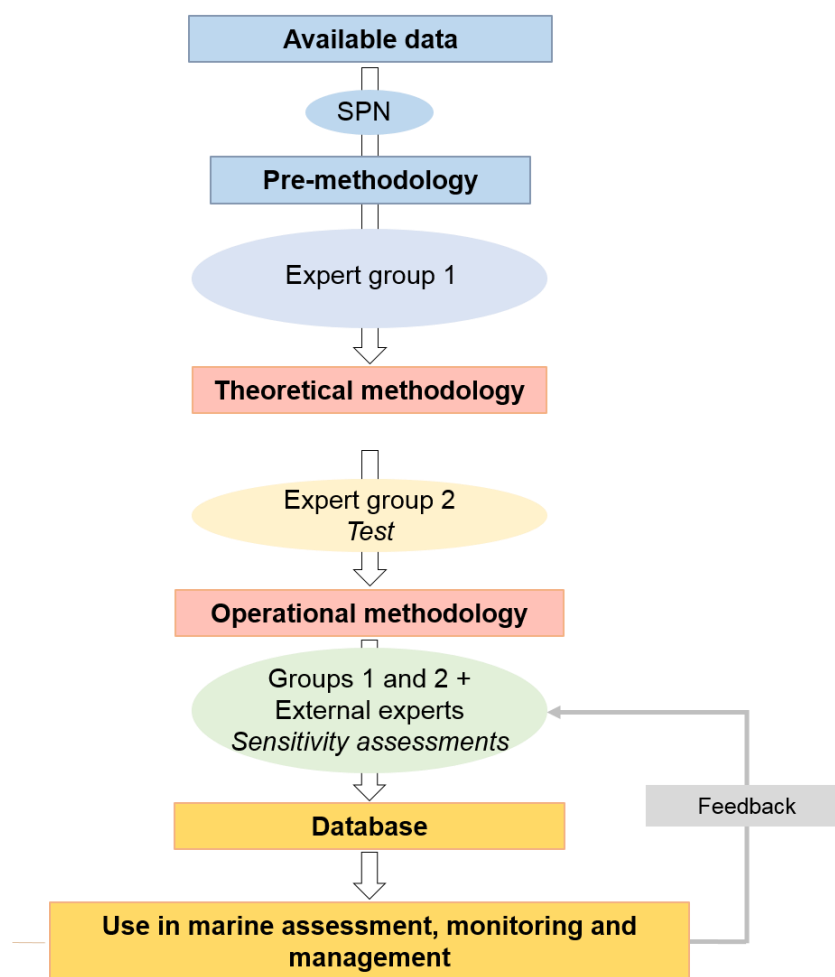 Available data
SPN
Pre-methodology
Expert group 1
Theoretical methodology
Expert group 2
Test
Operational methodology
Groups 1 and 2 +
External experts
Sensitivity assessments
Feedback
Database
Use in marine assessment, monitoring and
management